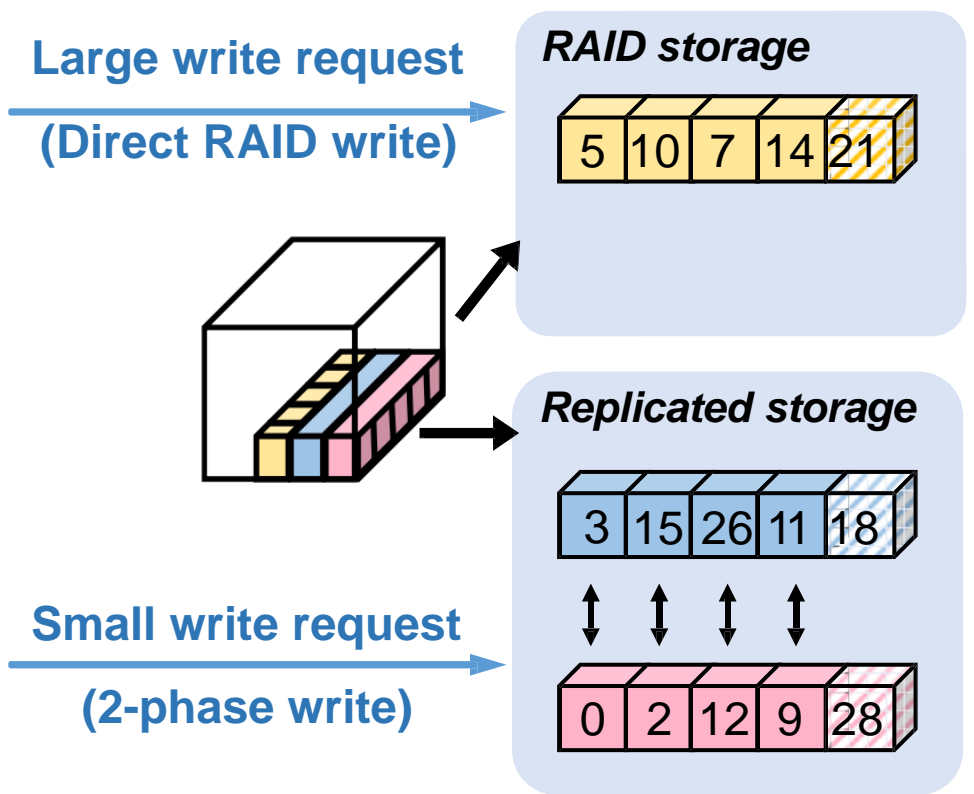 Large write request
(Direct RAID write)
RAID storage
5 10 7 14 21
Replicated storage
3 15 26 11 18
Small write request
(2-phase write)
0 2 12 9 28